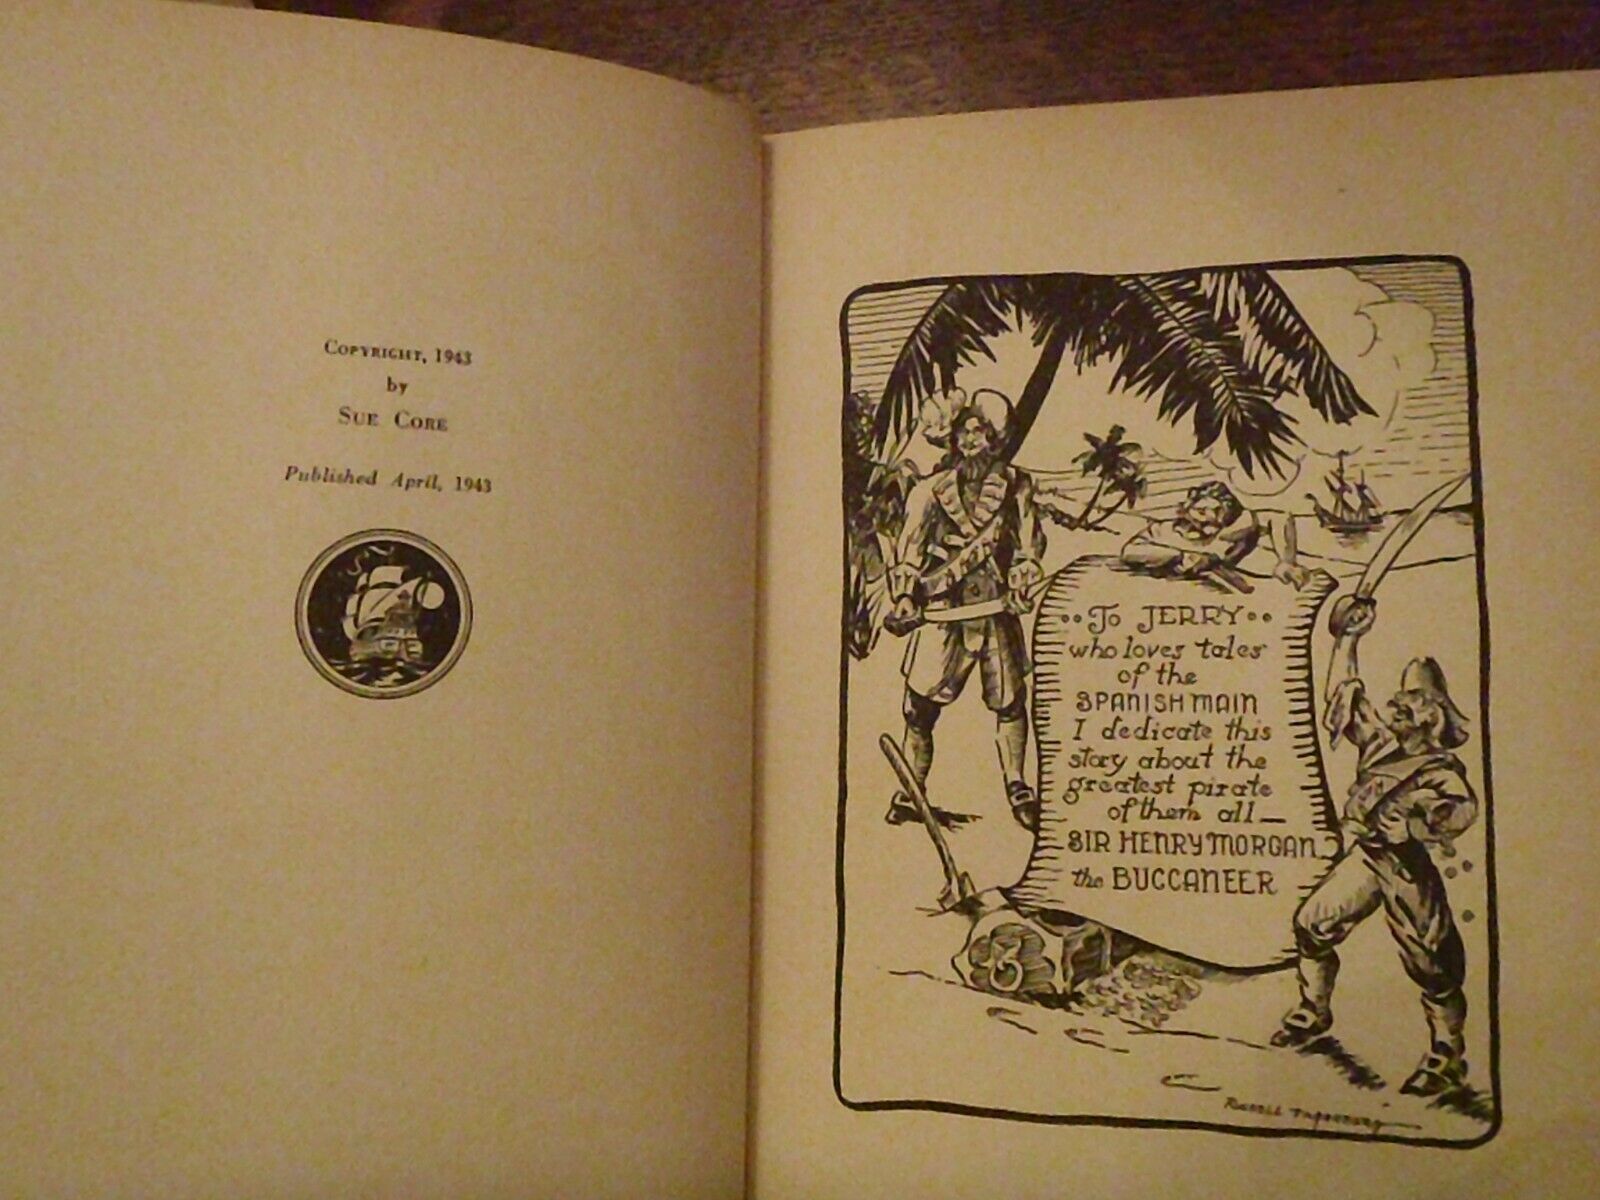 COPYRIGHT, 1943
by
SUE CORE
Published April, 1943
··To JERRY··
who loves tales
of the
SPANISH MAIN
I dedicate this
story about the
greatest pirate
of them all—
SIR HENRY MORGAN
the BUCCANEER